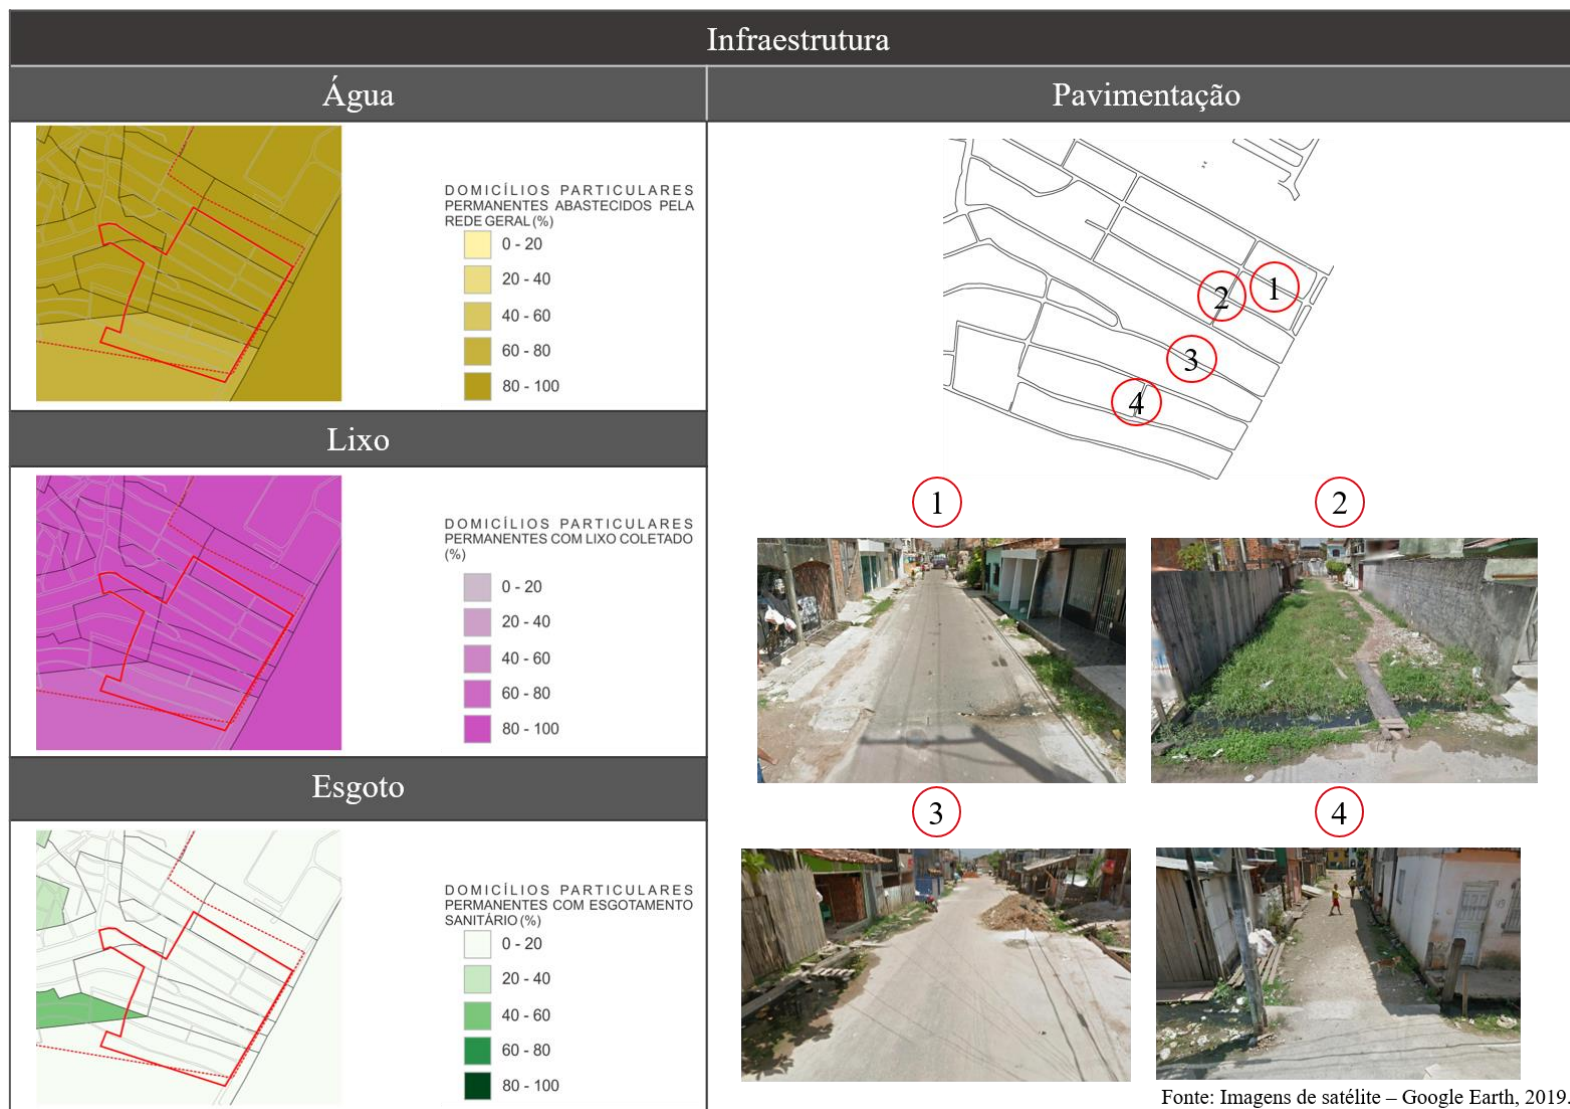 Infraestrutura
Água
Pavimentação
DOMICÍLIOS PARTICULARES
PERMANENTES ABASTECIDOS PELA
REDE GERAL (%)
0 - 20
20 - 40
40 - 60
60 - 80
80 - 100
1
2
3
4
Lixo
DOMICÍLIOS PARTICULARES
PERMANENTES COM LIXO COLETADO
(%)
0 - 20
20 - 40
40 - 60
60 - 80
80 - 100
1
2
Esgoto
DOMICÍLIOS PARTICULARES
PERMANENTES COM ESGOTAMENTO
SANITÁRIO (%)
0 - 20
20 - 40
40 - 60
60 - 80
80 - 100
3
4
Fonte: Imagens de satélite – Google Earth, 2019.